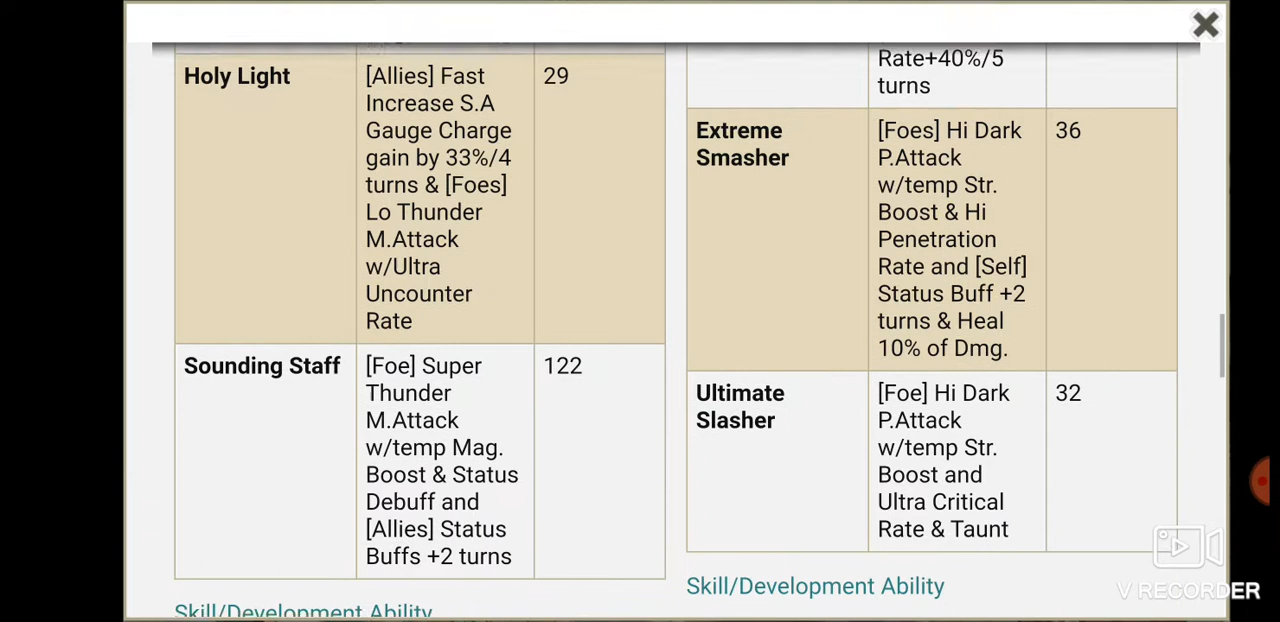 Holy Light
[Allies] Fast
Increase S.A
Gauge Charge
gain by 33%/4
turns & [Foes]
Lo Thunder
M.Attack
w/Ultra
Uncounter
Rate
29
Sounding Staff
[Foe] Super
Thunder
M.Attack
w/temp Mag.
Boost & Status
Debuff and
[Allies] Status
Buffs +2 turns
122
Skill/Development Ability
Rate+40%/5
turns
Extreme
Smasher
[Foes] Hi Dark
P.Attack
w/temp Str.
Boost & Hi
Penetration
Rate and [Self]
Status Buff +2
turns & Heal
10% of Dmg.
36
Ultimate
Slasher
[Foe] Hi Dark
P.Attack
w/temp Str.
Boost and
Ultra Critical
Rate & Taunt
32
Skill/Development Ability
V RECORDER